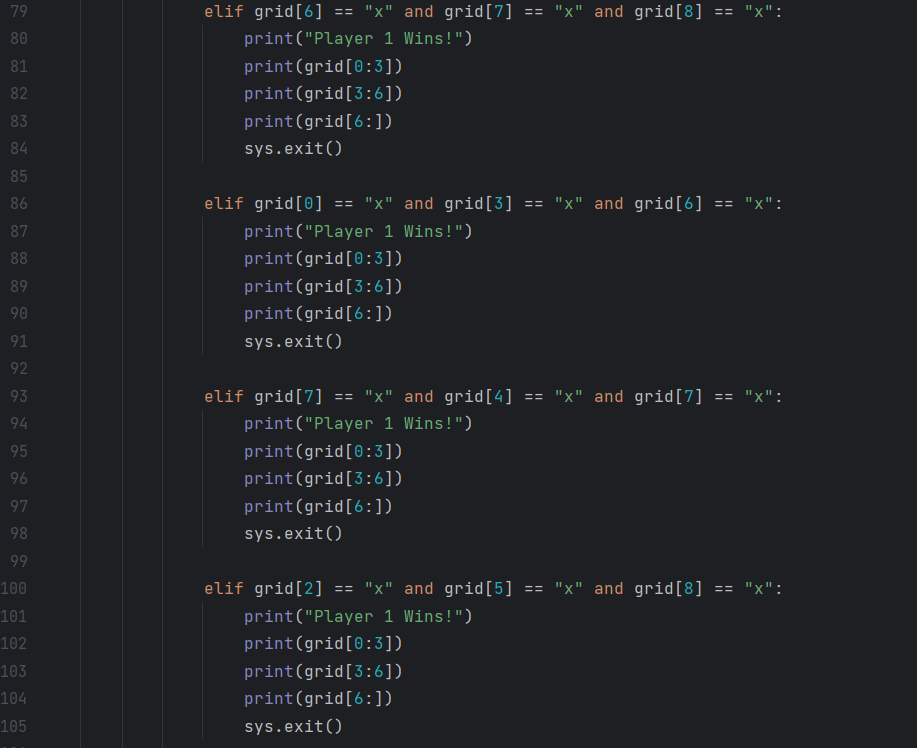 79 elif grid[6] == "x" and grid[7] == "x" and grid[8] == "x":
80 print("Player 1 Wins!")
81 print(grid[0:3])
82 print(grid[3:6])
83 print(grid[6:])
84 sys.exit()
85
86 elif grid[0] == "x" and grid[3] == "x" and grid[6] == "x":
87 print("Player 1 Wins!")
88 print(grid[0:3])
89 print(grid[3:6])
90 print(grid[6:])
91 sys.exit()
92
93 elif grid[7] == "x" and grid[4] == "x" and grid[7] == "x":
94 print("Player 1 Wins!")
95 print(grid[0:3])
96 print(grid[3:6])
97 print(grid[6:])
98 sys.exit()
99
100 elif grid[2] == "x" and grid[5] == "x" and grid[8] == "x":
101 print("Player 1 Wins!")
102 print(grid[0:3])
103 print(grid[3:6])
104 print(grid[6:])
105 sys.exit()